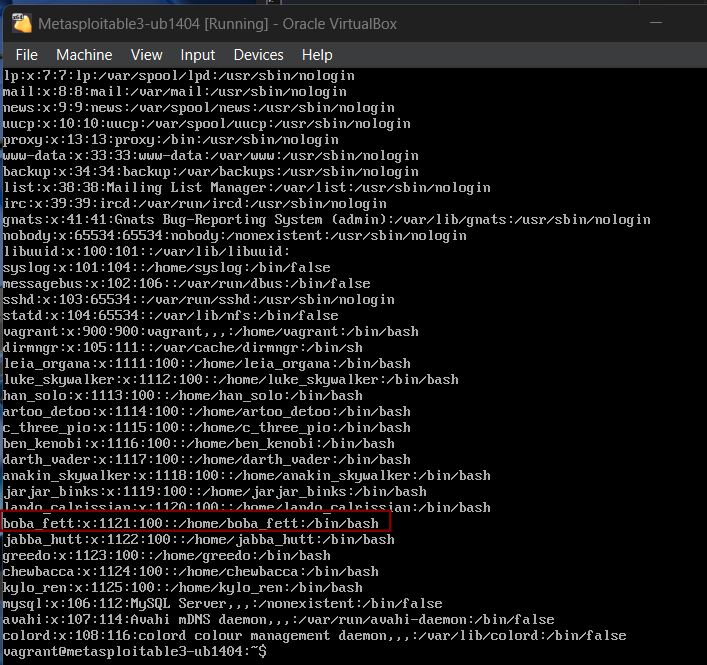 Metasploitable3-ub1404 [Running] - Oracle VirtualBox
File Machine View Input Devices Help
lp:x:7:7:lp:/var/spool/lpd:/usr/sbin/nologin
mail:x:8:8:mail:/var/mail:/usr/sbin/nologin
news:x:9:9:news:/var/spool/news:/usr/sbin/nologin
uucp:x:10:10:uucp:/var/spool/uucp:/usr/sbin/nologin
proxy:x:13:13:proxy:/bin:/usr/sbin/nologin
www-data:x:33:33:www-data:/var/www:/usr/sbin/nologin
backup:x:34:34:backup:/var/backups:/usr/sbin/nologin
list:x:38:38:Mailing List Manager:/var/list:/usr/sbin/nologin
irc:x:39:39:ircd:/var/run/ircd:/usr/sbin/nologin
gnats:x:41:41:Gnats Bug-Reporting System (admin):/var/lib/gnats:/usr/sbin/nologin
nobody:x:65534:65534:nobody:/nonexistent:/usr/sbin/nologin
libuuid:x:100:101::/var/lib/libuuid:
syslog:x:101:104::/home/syslog:/bin/false
messagebus:x:102:106::/var/run/dbus:/bin/false
sshd:x:103:65534::/var/run/sshd:/usr/sbin/nologin
statd:x:104:65534::/var/lib/nfs:/bin/false
vagrant:x:900:900:vagrant,,,:/home/vagrant:/bin/bash
dirmngr:x:105:111::/var/cache/dirmngr:/bin/sh
leia_organa:x:1111:100::/home/leia_organa:/bin/bash
luke_skywalker:x:1112:100::/home/luke_skywalker:/bin/bash
han_solo:x:1113:100::/home/han_solo:/bin/bash
artoo_detoo:x:1114:100::/home/artoo_detoo:/bin/bash
c_three_pio:x:1115:100::/home/c_three_pio:/bin/bash
ben_kenobi:x:1116:100::/home/ben_kenobi:/bin/bash
darth_vader:x:1117:100::/home/darth_vader:/bin/bash
anakin_skywalker:x:1118:100::/home/anakin_skywalker:/bin/bash
jarjar_binks:x:1119:100::/home/jarjar_binks:/bin/bash
lando_calrissian:x:1120:100::/home/lando_calrissian:/bin/bash
boba_fett:x:1121:100::/home/boba_fett:/bin/bash
jabba_hutt:x:1122:100::/home/jabba_hutt:/bin/bash
greedo:x:1123:100::/home/greedo:/bin/bash
chewbacca:x:1124:100::/home/chewbacca:/bin/bash
kylo_ren:x:1125:100::/home/kylo_ren:/bin/bash
mysql:x:106:112:MySQL Server,,,:/nonexistent:/bin/false
avahi:x:107:114:Avahi mDNS daemon,,,:/var/run/avahi-daemon:/bin/false
colord:x:108:116:colord colour management daemon,,,:/var/lib/colord:/bin/false
vagrant@metasploitable3-ub1404:~$